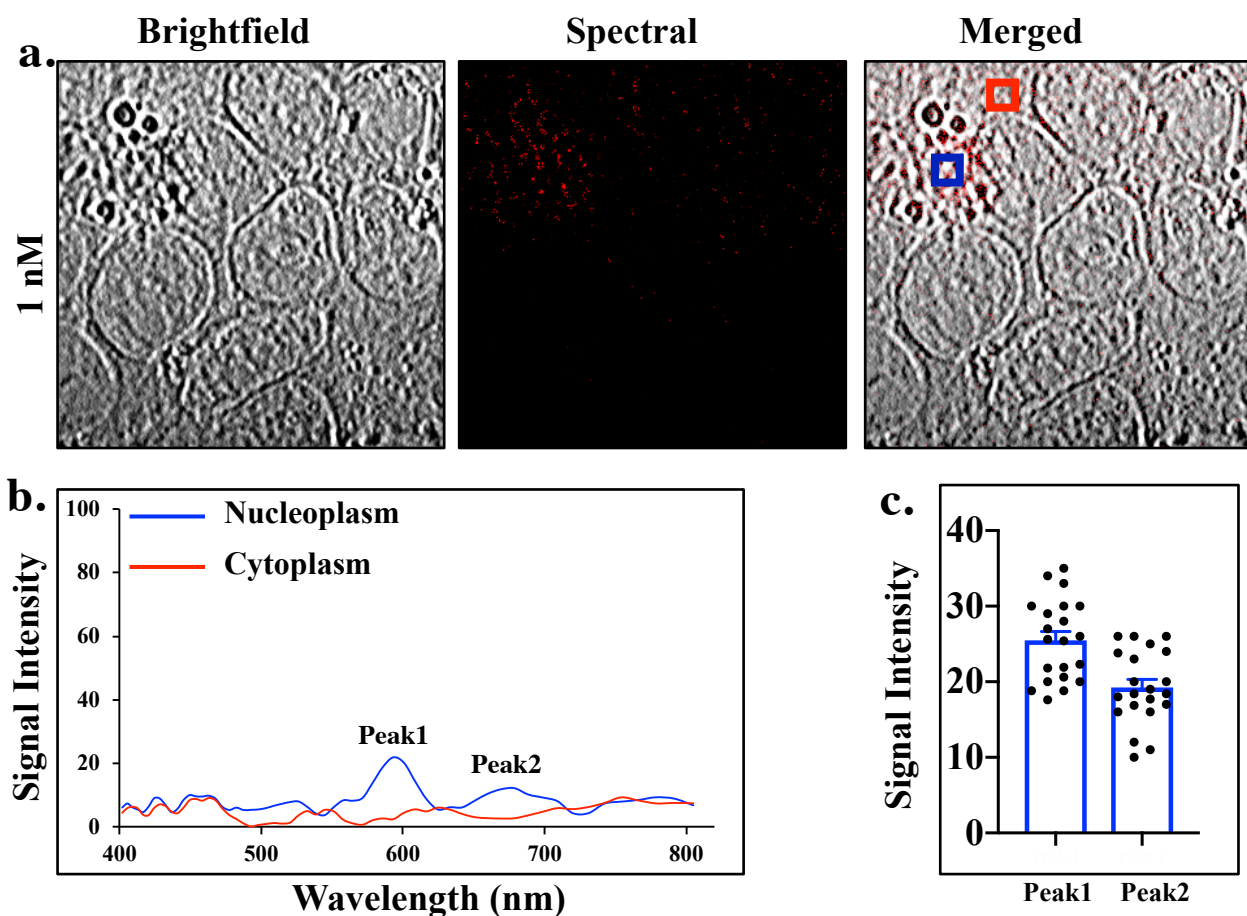 Brightfield
Spectral
Merged
a.
1 nM
b.
Nucleoplasm
Cytoplasm
Peak1
Peak2
100
80
60
40
20
0
400
500
600
700
800
Signal Intensity
Wavelength (nm)
c.
40
30
20
10
0
Signal Intensity
Peak1
Peak2